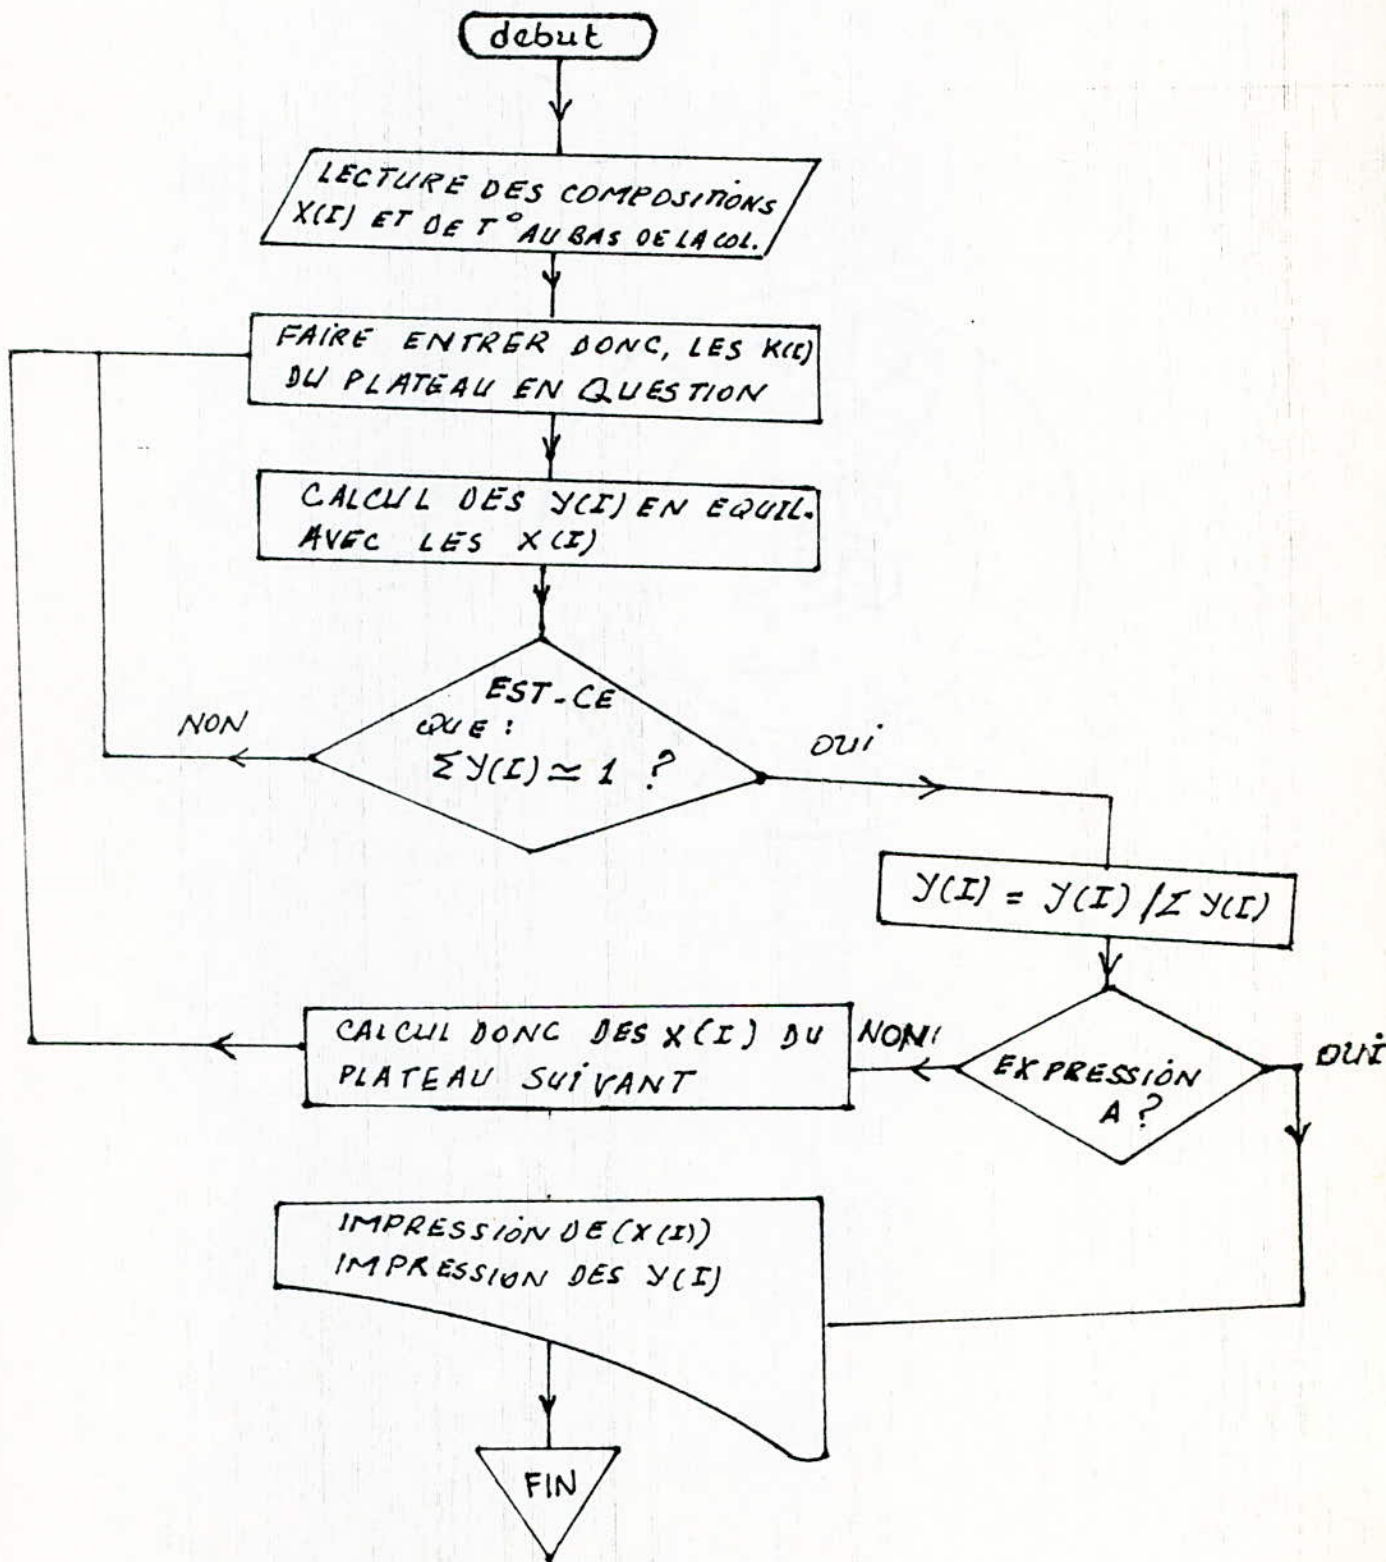 debut
LECTURE DES COMPOSITIONS
X(I) ET DE T° AU BAS DE LA COL.
FAIRE ENTRER DONC, LES K(I)
DU PLATEAU EN QUESTION
CALCUL DES Y(I) EN EQUIL.
AVEC LES X(I)
EST-CE
QUE :
Σ Y(I) ≃ 1 ?
NON
OUI
Y(I) = Y(I) / Σ Y(I)
EXPRESSION
A ?
NON
OUI
CALCUL DONC DES X(I) DU
PLATEAU SUIVANT
IMPRESSION DE (X(I))
IMPRESSION DES Y(I)
FIN